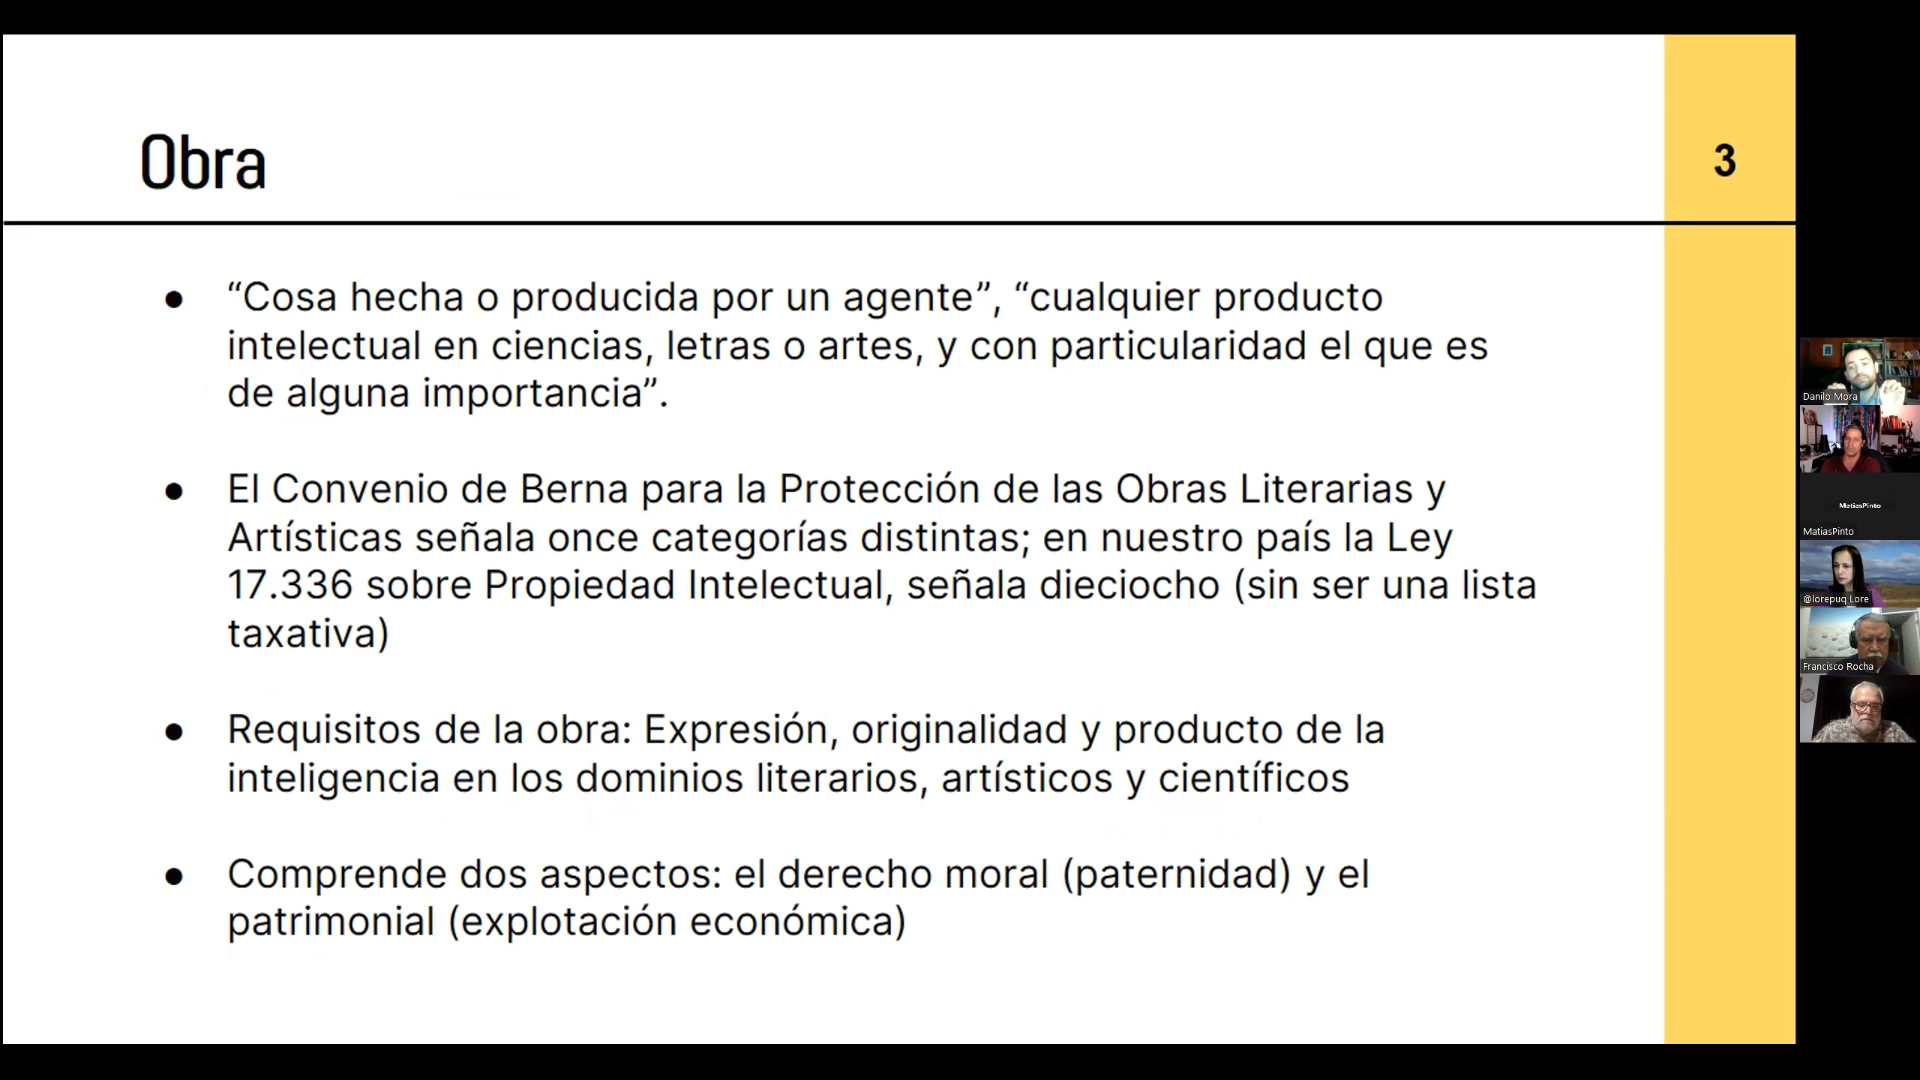 Obra
3
● “Cosa hecha o producida por un agente”, “cualquier producto
intelectual en ciencias, letras o artes, y con particularidad el que es
de alguna importancia”.
● El Convenio de Berna para la Protección de las Obras Literarias y
Artísticas señala once categorías distintas; en nuestro país la Ley
17.336 sobre Propiedad Intelectual, señala dieciocho (sin ser una lista
taxativa)
● Requisitos de la obra: Expresión, originalidad y producto de la
inteligencia en los dominios literarios, artísticos y científicos
● Comprende dos aspectos: el derecho moral (paternidad) y el
patrimonial (explotación económica)
Danilo Mora
MatiasPinto
MatiasPinto
@lorepuq Lore
Francisco Rocha